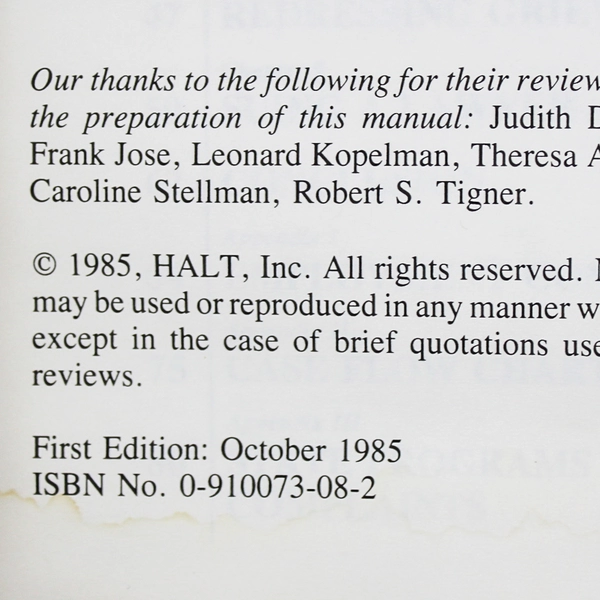 Our thanks to the following for their review
the preparation of this manual: Judith D
Frank Jose, Leonard Kopelman, Theresa A
Caroline Stellman, Robert S. Tigner.
© 1985, HALT, Inc. All rights reserved.
may be used or reproduced in any manner w
except in the case of brief quotations use
reviews.
First Edition: October 1985
ISBN No. 0-910073-08-2